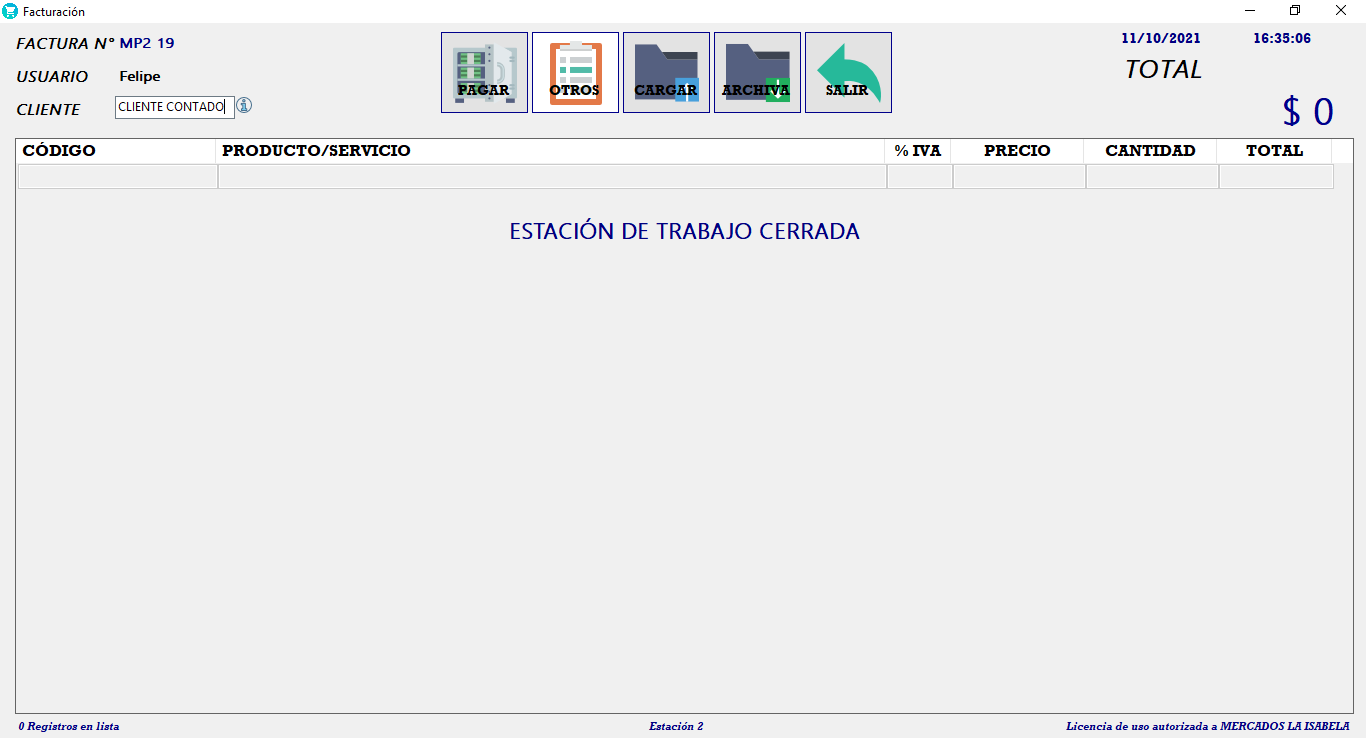 Facturación
FACTURA N° MP2 19
USUARIO Felipe
CLIENTE CLIENTE CONTADO
PAGAR OTROS CARGAR ARCHIVA SALIR
11/10/2021 16:35:06
TOTAL
$ 0
CÓDIGO PRODUCTO/SERVICIO % IVA PRECIO CANTIDAD TOTAL
ESTACIÓN DE TRABAJO CERRADA
0 Registros en lista Estación 2 Licencia de uso autorizada a MERCADOS LA ISABELA